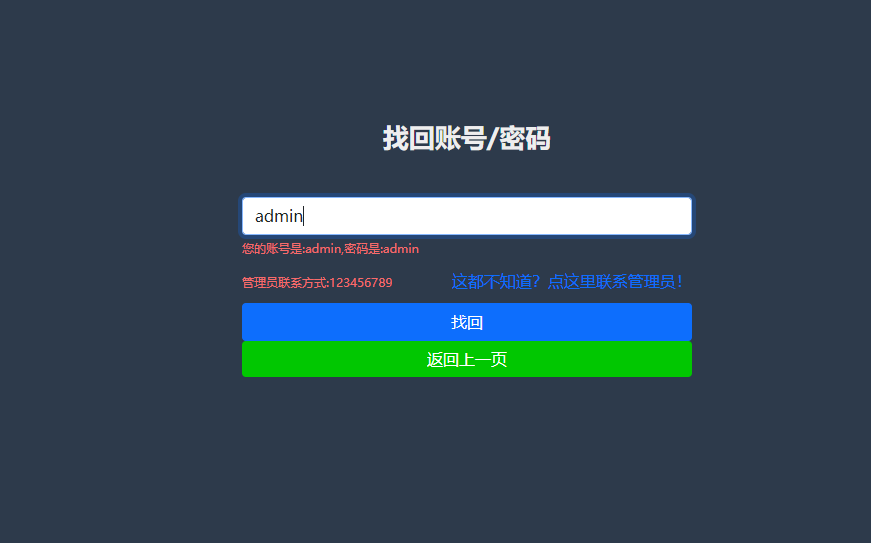 找回账号/密码
admin
您的账号是:admin,密码是:admin
管理员联系方式:123456789 这都不知道？点这里联系管理员！
找回
返回上一页